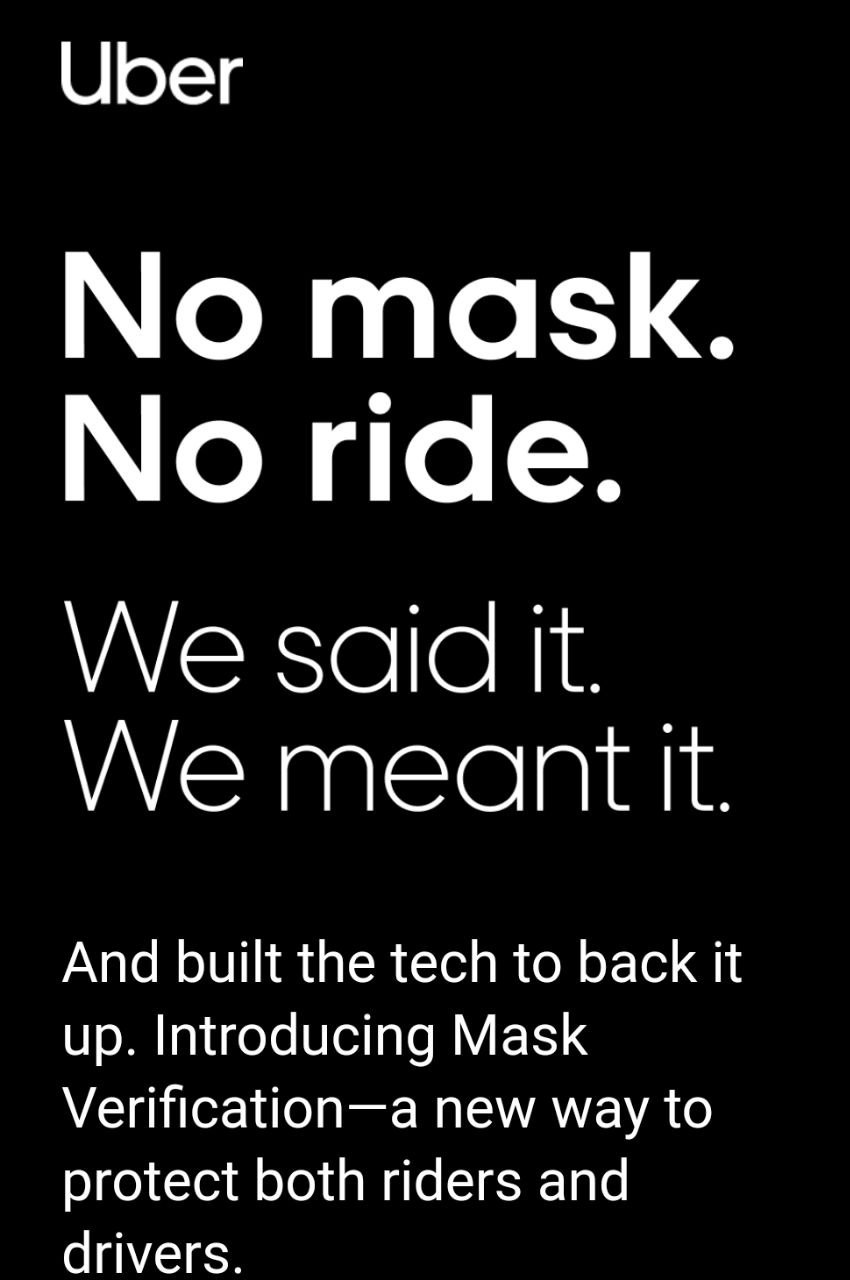 Uber
No mask.
No ride.
We said it.
We meant it.
And built the tech to back it
up. Introducing Mask
Verification—a new way to
protect both riders and
drivers.